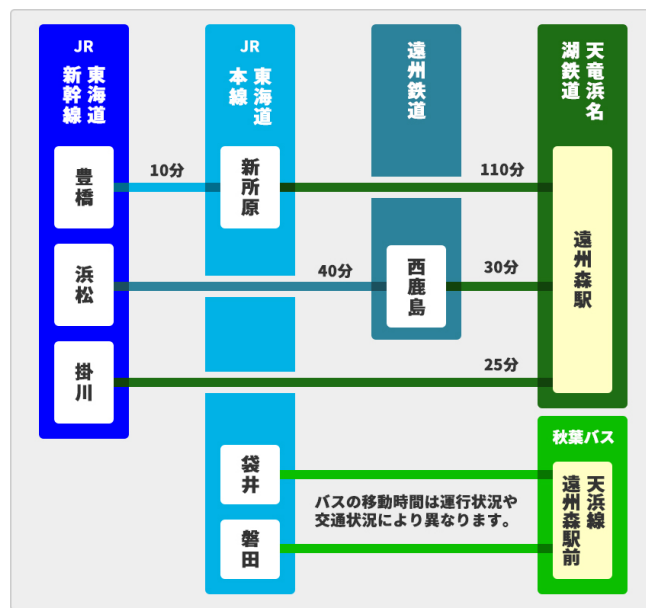 JR
東海道
新幹線
JR
東海道
本線
遠州鉄道
天竜浜名
湖鉄道
豊橋
10分
新所原
110分
浜松
40分
西鹿島
30分
遠州森駅
掛川
25分
秋葉バス
袋井
バスの移動時間は運行状況や
交通状況により異なります。
磐田
天浜線
遠州森駅前